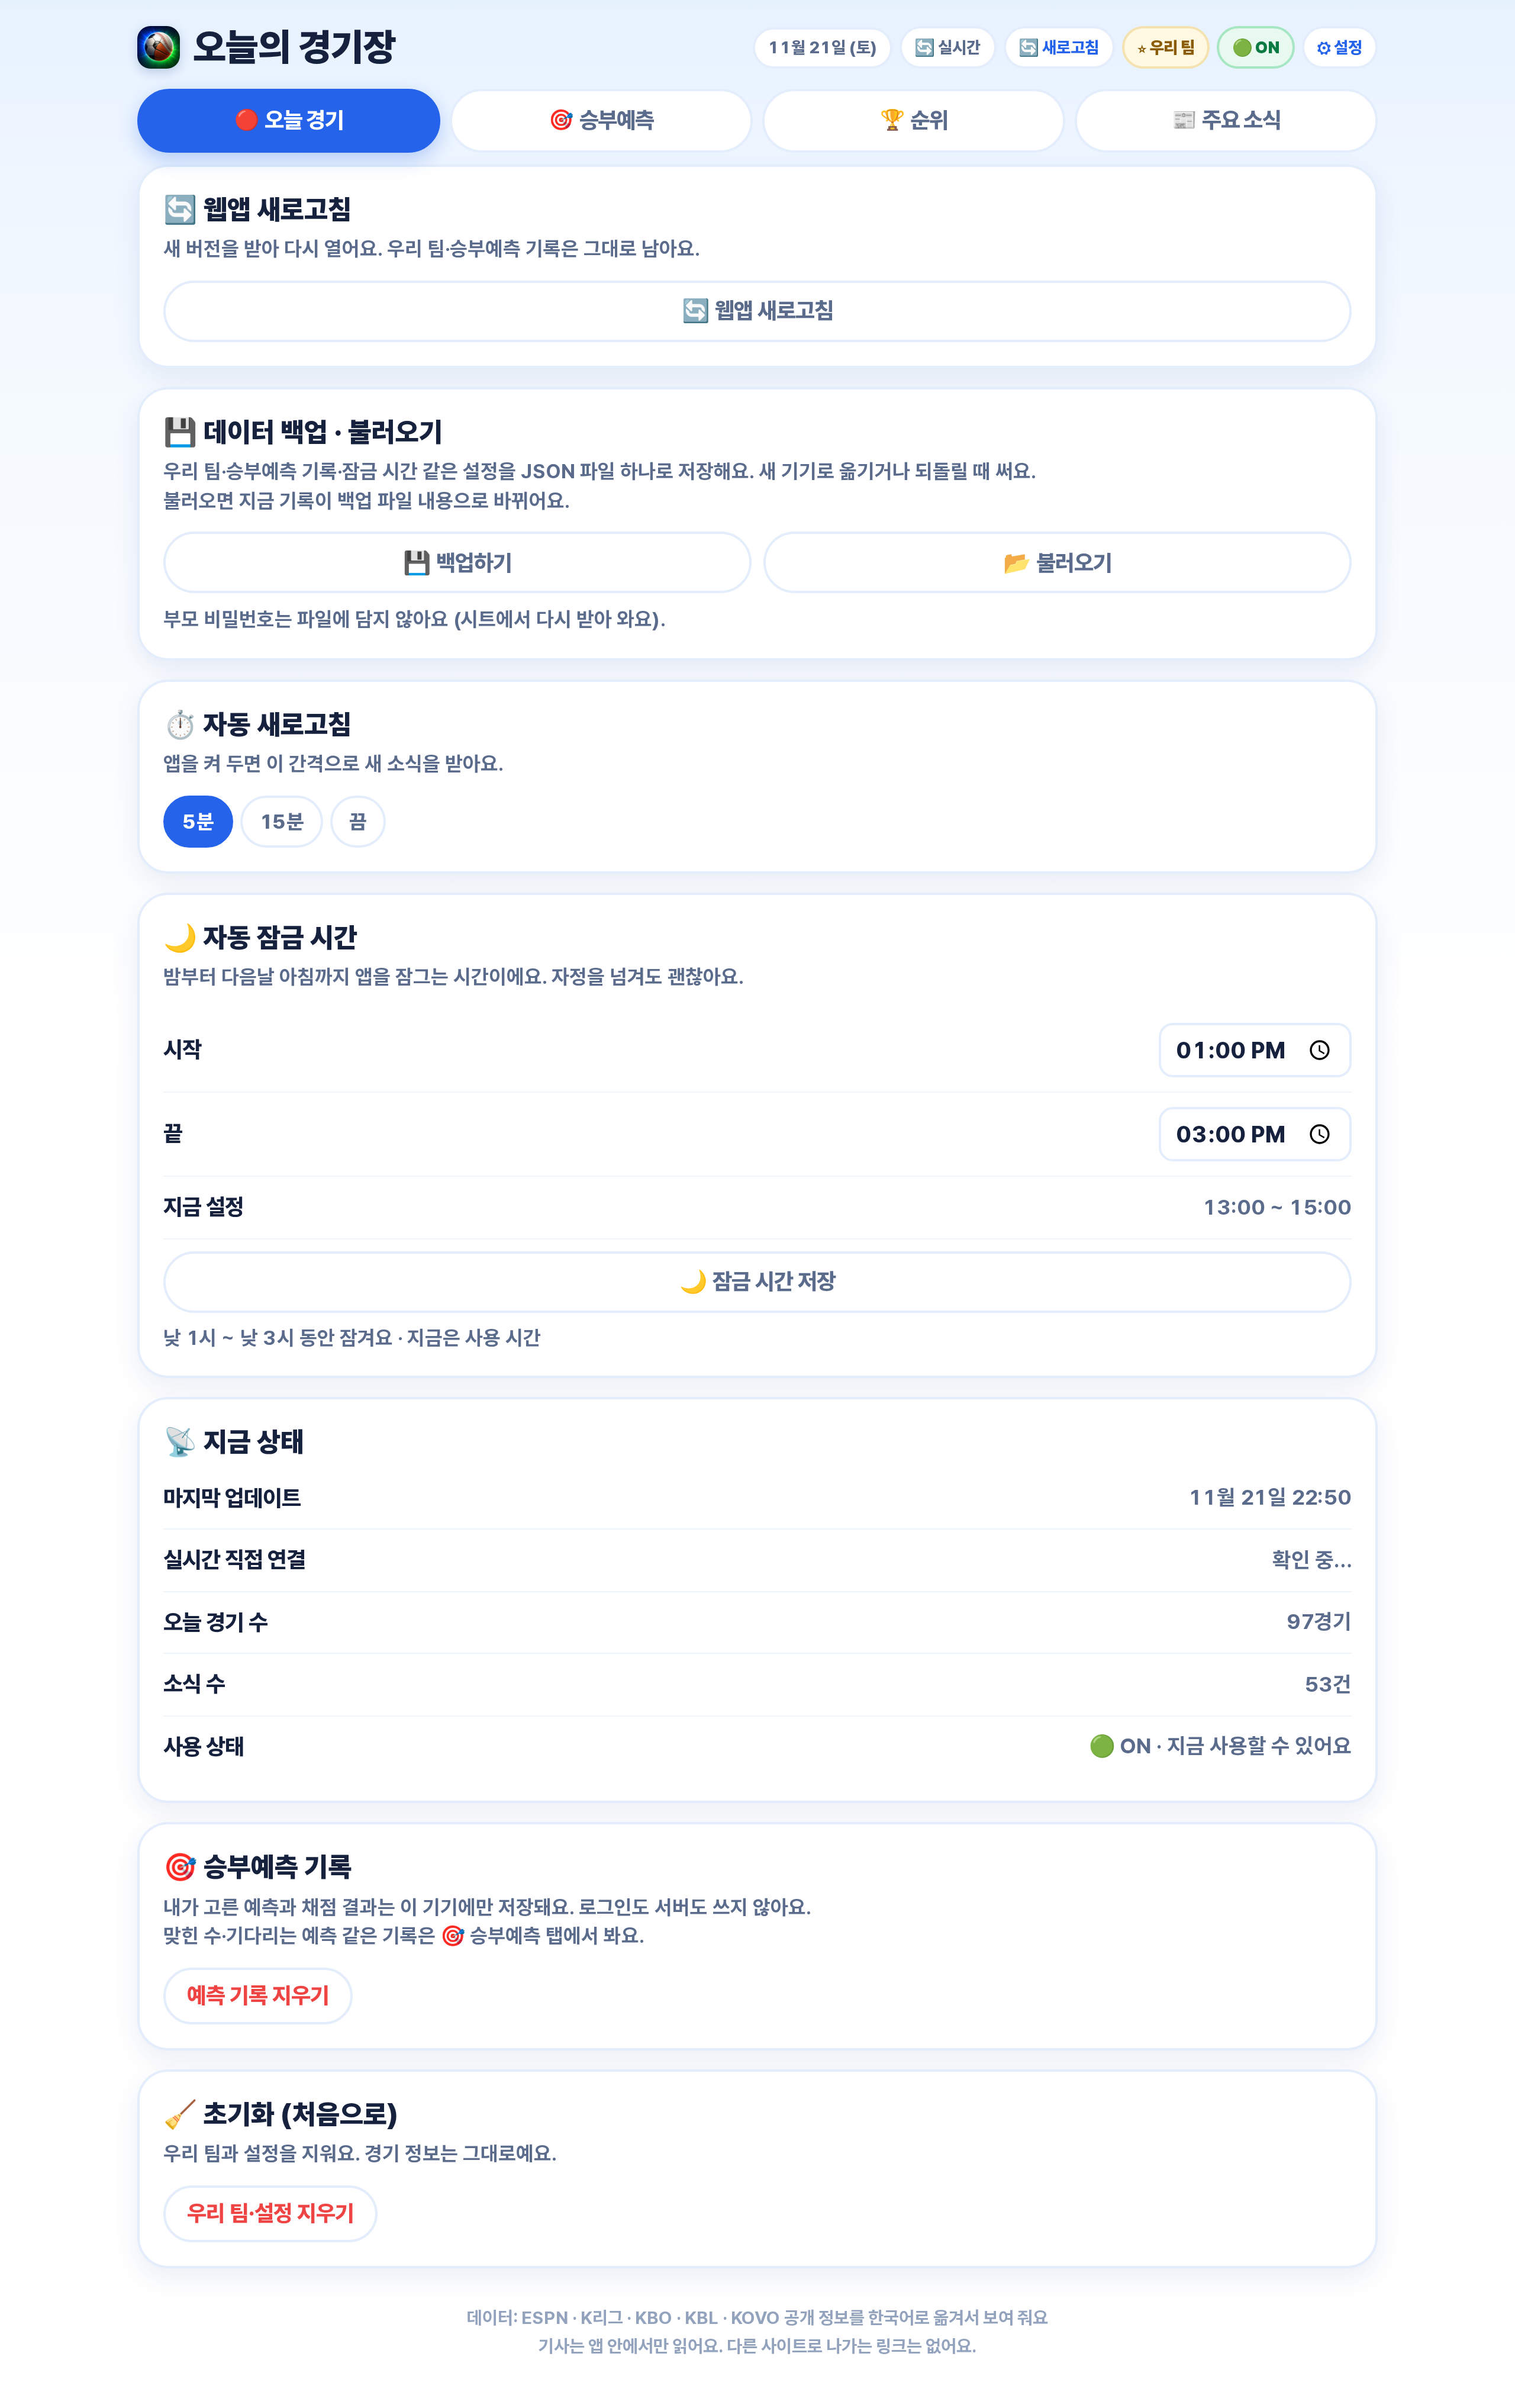 오늘의 경기장
11월 21일 (토)
🔄 실시간
🔄 새로고침
⭐ 우리 팀
🟢 ON
⚙ 설정
🔴 오늘 경기
🎯 승부예측
🏆 순위
📰 주요 소식
🔄 웹앱 새로고침
새 버전을 받아 다시 열어요. 우리 팀·승부예측 기록은 그대로 남아요.
🔄 웹앱 새로고침
💾 데이터 백업 · 불러오기
우리 팀·승부예측 기록·잠금 시간 같은 설정을 JSON 파일 하나로 저장해요. 새 기기로 옮기거나 되돌릴 때 써요.
불러오면 지금 기록이 백업 파일 내용으로 바뀌어요.
💾 백업하기
📂 불러오기
부모 비밀번호는 파일에 담지 않아요 (시트에서 다시 받아 와요).
⏱️ 자동 새로고침
앱을 켜 두면 이 간격으로 새 소식을 받아요.
5분
15분
끔
🌙 자동 잠금 시간
밤부터 다음날 아침까지 앱을 잠그는 시간이에요. 자정을 넘겨도 괜찮아요.
시작
01:00 PM
끝
03:00 PM
지금 설정
13:00 ~ 15:00
🌙 잠금 시간 저장
낮 1시 ~ 낮 3시 동안 잠겨요 · 지금은 사용 시간
📡 지금 상태
마지막 업데이트
11월 21일 22:50
실시간 직접 연결
확인 중…
오늘 경기 수
97경기
소식 수
53건
사용 상태
🟢 ON · 지금 사용할 수 있어요
🎯 승부예측 기록
내가 고른 예측과 채점 결과는 이 기기에만 저장돼요. 로그인도 서버도 쓰지 않아요.
맞힌 수·기다리는 예측 같은 기록은 🎯 승부예측 탭에서 봐요.
예측 기록 지우기
🧹 초기화 (처음으로)
우리 팀과 설정을 지워요. 경기 정보는 그대로예요.
우리 팀·설정 지우기
데이터: ESPN · K리그 · KBO · KBL · KOVO 공개 정보를 한국어로 옮겨서 보여 줘요
기사는 앱 안에서만 읽어요. 다른 사이트로 나가는 링크는 없어요.